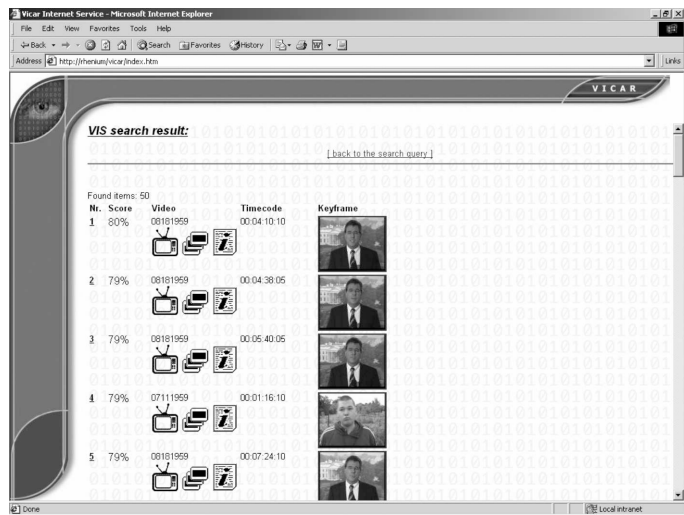 Vicar Internet Service - Microsoft Internet Explorer
File Edit View Favorites Tools Help
Back Search Favorites History
Address http://rhenium/vicar/index.htm Links
VICAR
VIS search result:
[ back to the search query ]
Found items: 50
Nr. Score Video Timecode Keyframe
1 80% 08181959 00:04:10:10
2 79% 08181959 00:04:38:05
3 79% 08181959 00:05:40:05
4 79% 07111959 00:01:16:10
5 79% 08181959 00:07:24:10
Done Local intranet